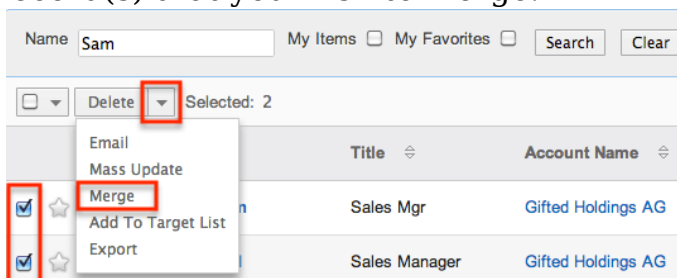 Name Sam My Items My Favorites Search Clear
Delete Selected: 2
Email
Mass Update
Title Account Name
Merge
Sales Mgr Gifted Holdings AG
Add To Target List
Export
Sales Manager Gifted Holdings AG